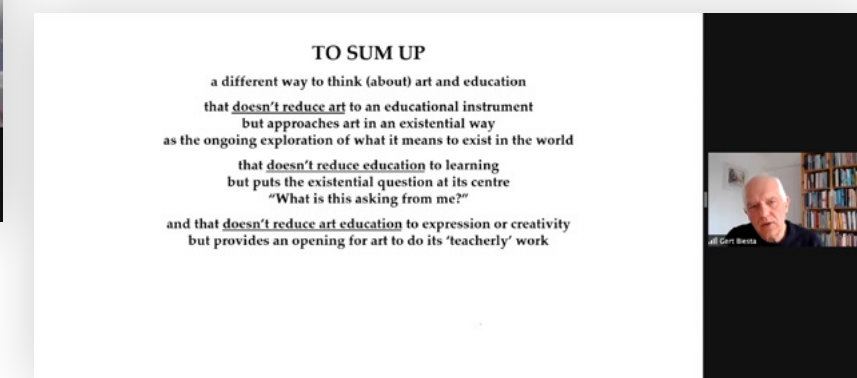 TO SUM UP
a different way to think (about) art and education
that doesn't reduce art to an educational instrument
but approaches art in an existential way
as the ongoing exploration of what it means to exist in the world
that doesn't reduce education to learning
but puts the existential question at its centre
"What is this asking from me?"
and that doesn't reduce art education to expression or creativity
but provides an opening for art to do its 'teacherly' work
Gert Biesta